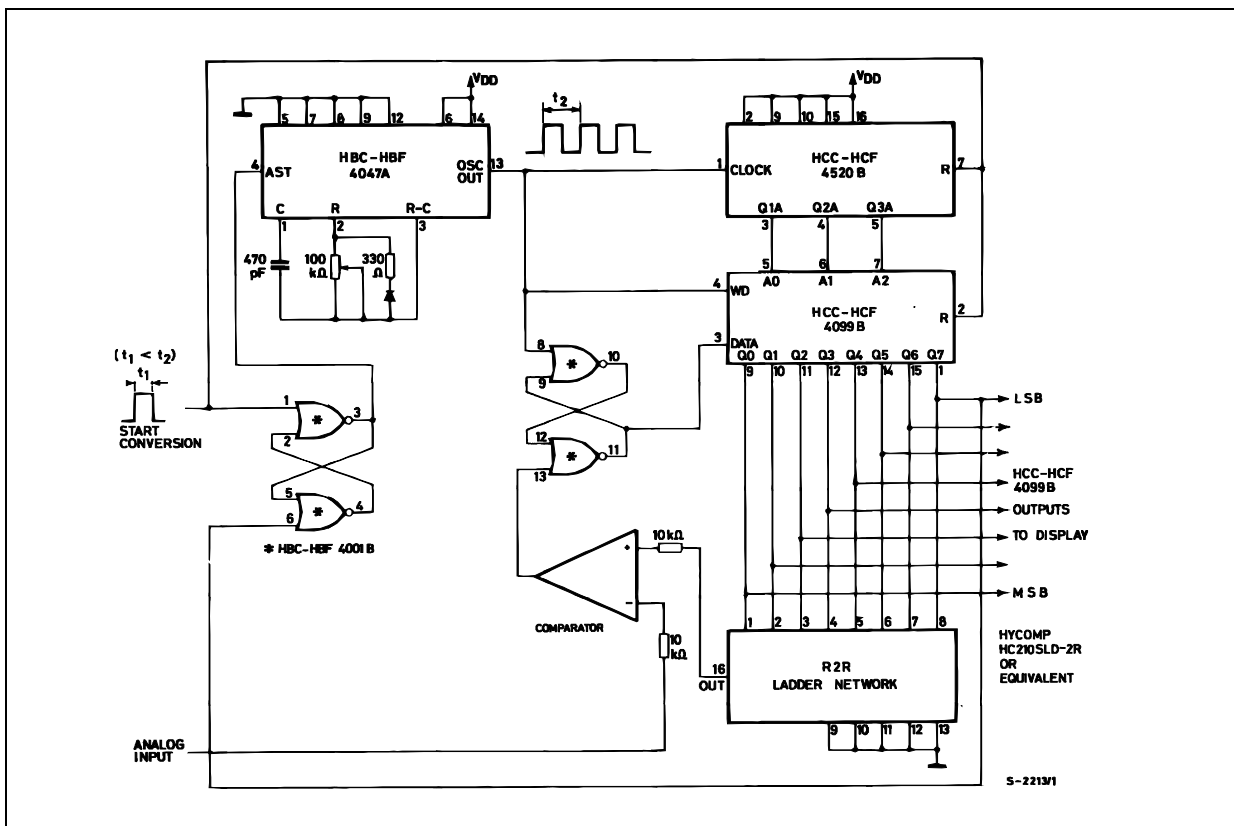 VDD
5 7 8 9 12 6 14
HBC-HBF
4047A
4 AST
OSC
OUT 13
C R R-C
1 2 3
470
pF
100
kΩ
330
Ω
t2
VDD
2 9 10 15 16
1 CLOCK
HCC-HCF
4520 B
R 7
Q1A Q2A Q3A
3 4 5
5 6 7
A0 A1 A2
4 WD
HCC-HCF
4099 B
R 2
3 DATA
Q0 Q1 Q2 Q3 Q4 Q5 Q6 Q7
9 10 11 12 13 14 15 1
(t1 < t2)
t1
START
CONVERSION
1
2
*
3
5
6
*
4
* HBC-HBF 4001 B
8
9
*
10
12
13
*
11
LSB
HCC-HCF
4099B
OUTPUTS
TO DISPLAY
MSB
10kΩ
+
−
COMPARATOR
10
kΩ
1 2 3 4 5 6 7 8
16
OUT
R2R
LADDER NETWORK
9 10 11 12 13
HYCOMP
HC210SLD-2R
OR
EQUIVALENT
ANALOG
INPUT
S-2213/1